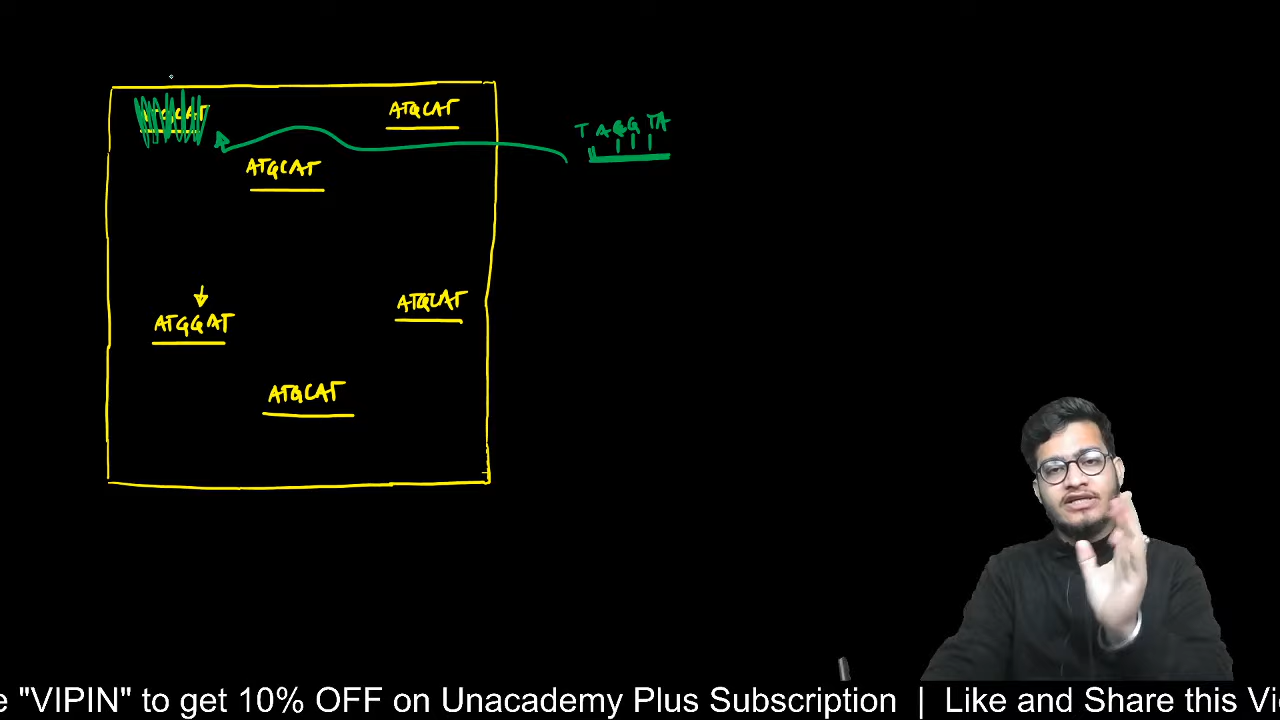 ATGCAT
TAGGTA
ATGCAT
ATGCAT
ATGGAT
ATGCAT
e "VIPIN" to get 10% OFF on Unacademy Plus Subscription | Like and Share this Vi